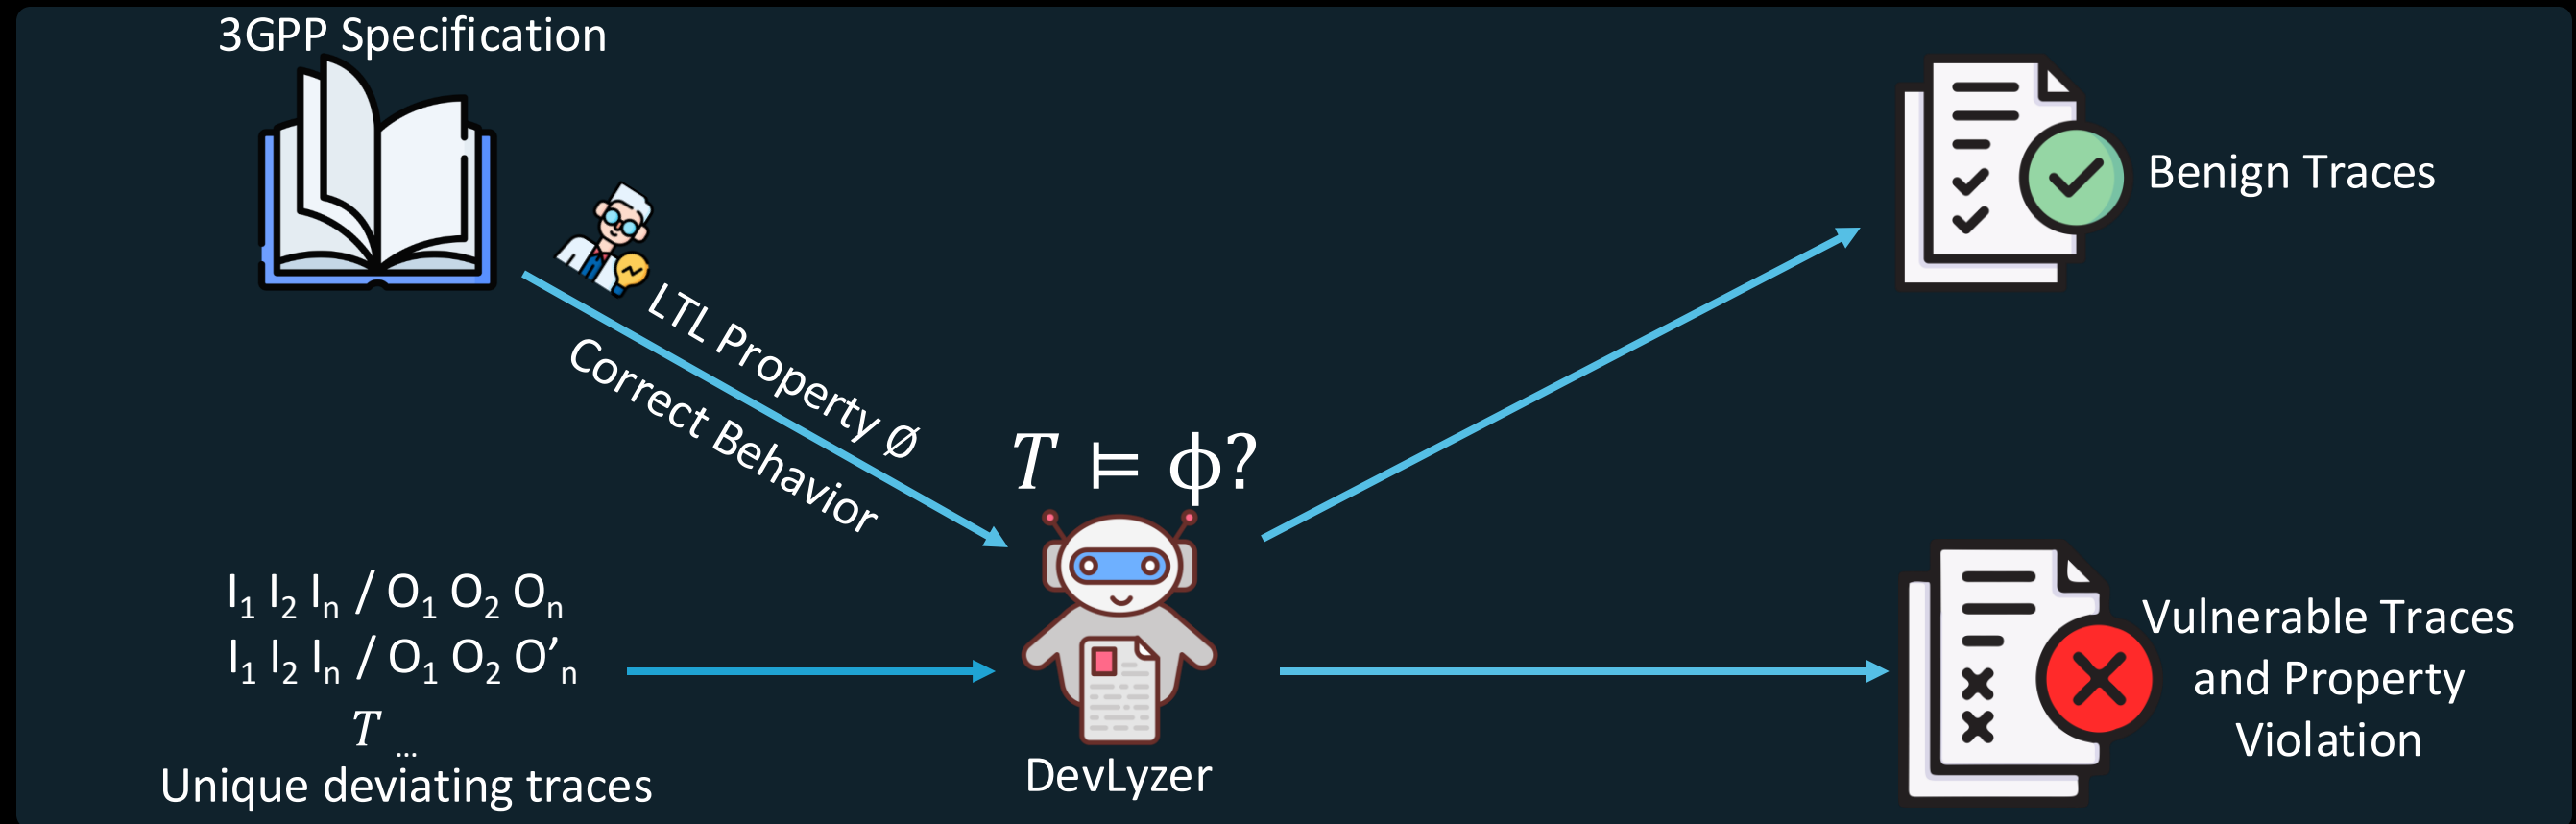 3GPP Specification
LTL Property Ø
Correct Behavior
T ⊨ ϕ?
I₁ I₂ Iₙ / O₁ O₂ Oₙ
I₁ I₂ Iₙ / O₁ O₂ O’ₙ
T ...
Unique deviating traces
DevLyzer
Benign Traces
Vulnerable Traces
and Property
Violation